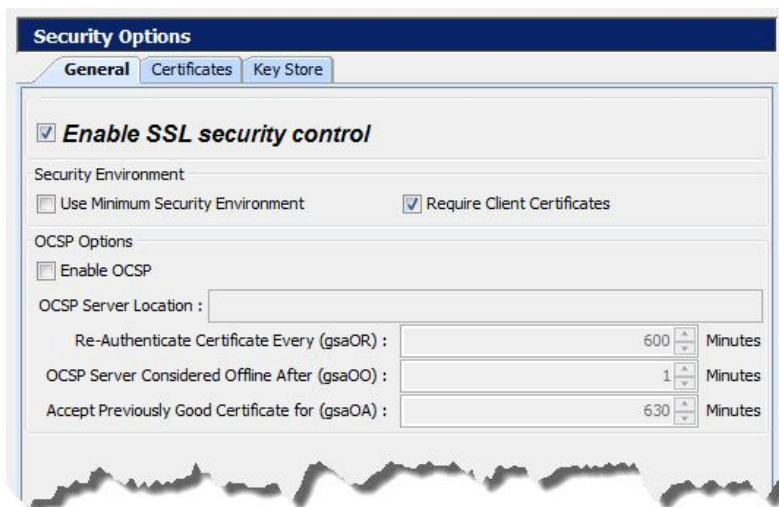 Security Options
General Certificates Key Store
Enable SSL security control
Security Environment
Use Minimum Security Environment Require Client Certificates
OCSP Options
Enable OCSP
OCSP Server Location :
Re-Authenticate Certificate Every (gsaOR) : 600 Minutes
OCSP Server Considered Offline After (gsaOO) : 1 Minutes
Accept Previously Good Certificate for (gsaOA) : 630 Minutes